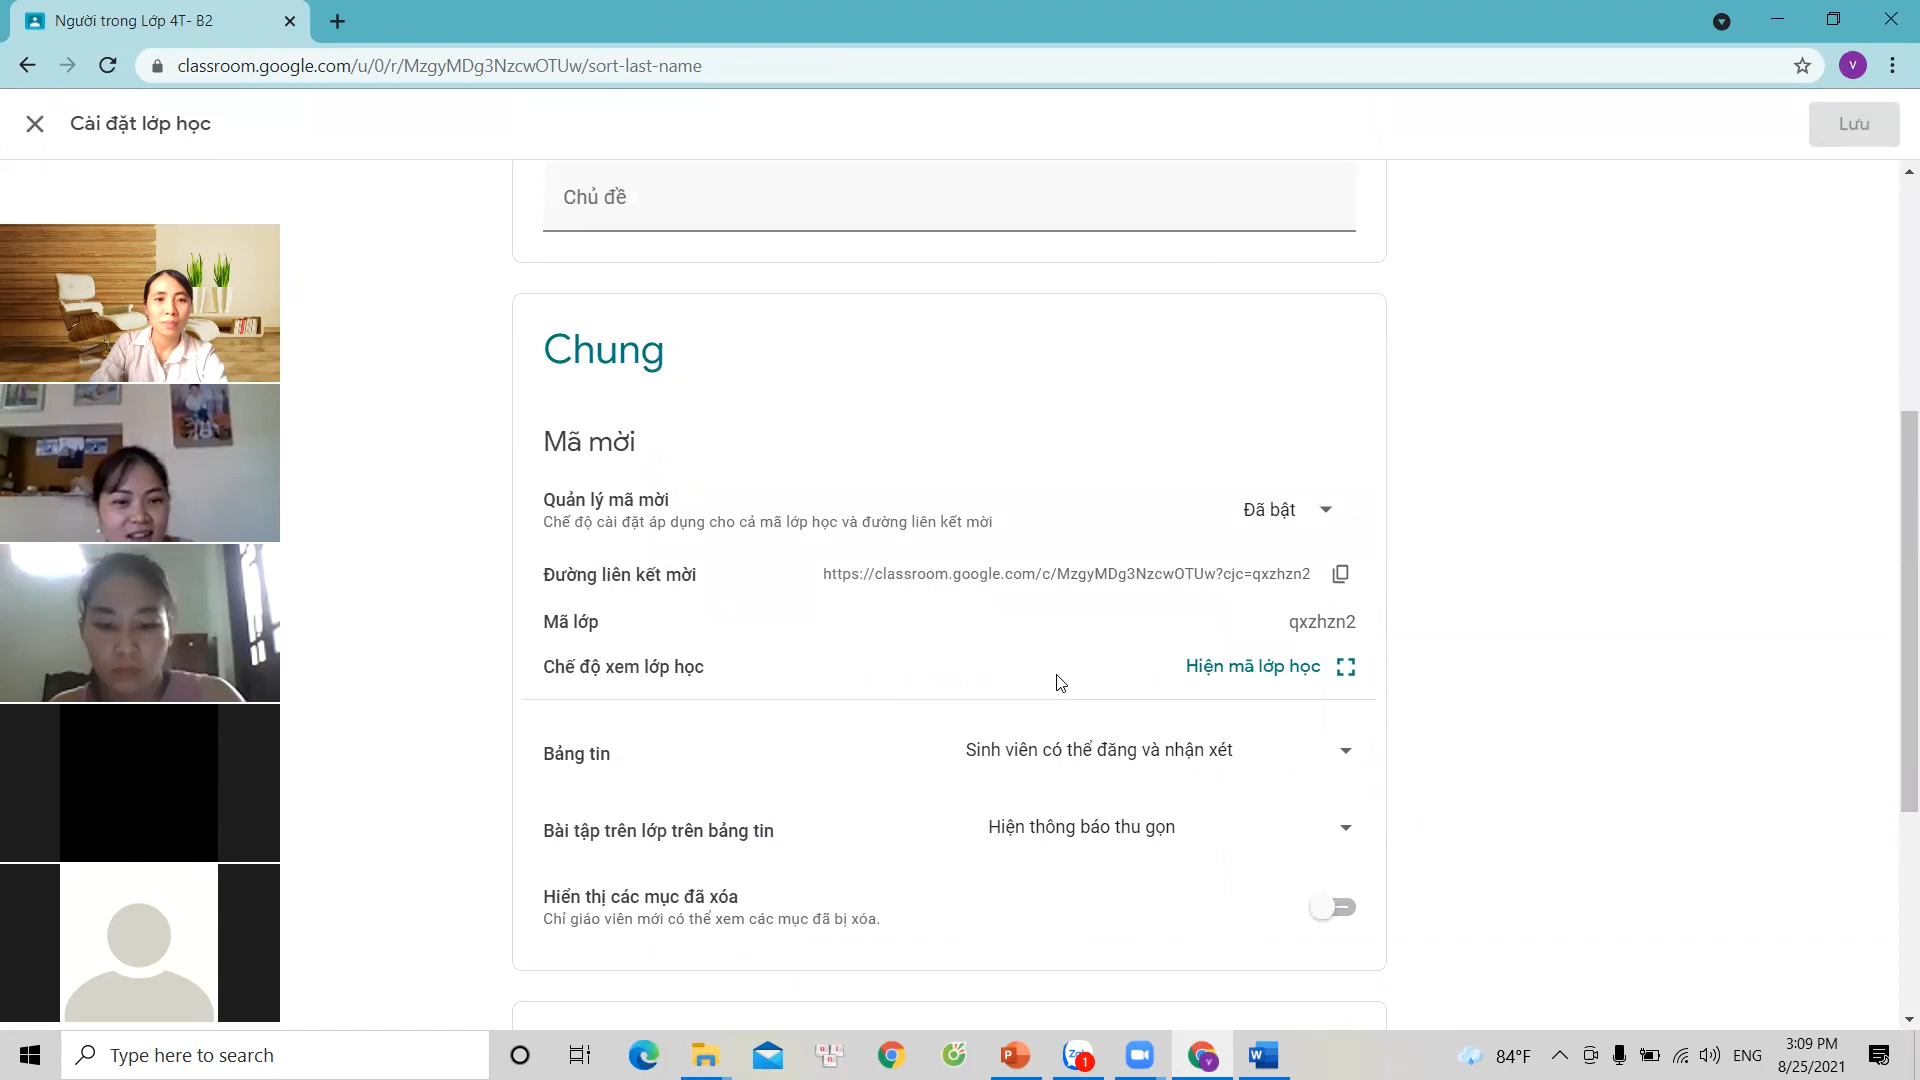 Người trong Lớp 4T- B2
classroom.google.com/u/0/r/MzgyMDg3NzcwOTUw/sort-last-name
V
Cài đặt lớp học
Lưu
Chủ đề
Chung
Mã mời
Quản lý mã mời
Chế độ cài đặt áp dụng cho cả mã lớp học và đường liên kết mời
Đã bật
Đường liên kết mời
https://classroom.google.com/c/MzgyMDg3NzcwOTUw?cjc=qxzhzn2
Mã lớp
qxzhzn2
Chế độ xem lớp học
Hiện mã lớp học
Bảng tin
Sinh viên có thể đăng và nhận xét
Bài tập trên lớp trên bảng tin
Hiện thông báo thu gọn
Hiển thị các mục đã xóa
Chỉ giáo viên mới có thể xem các mục đã bị xóa.
Type here to search
84°F
ENG
3:09 PM
8/25/2021